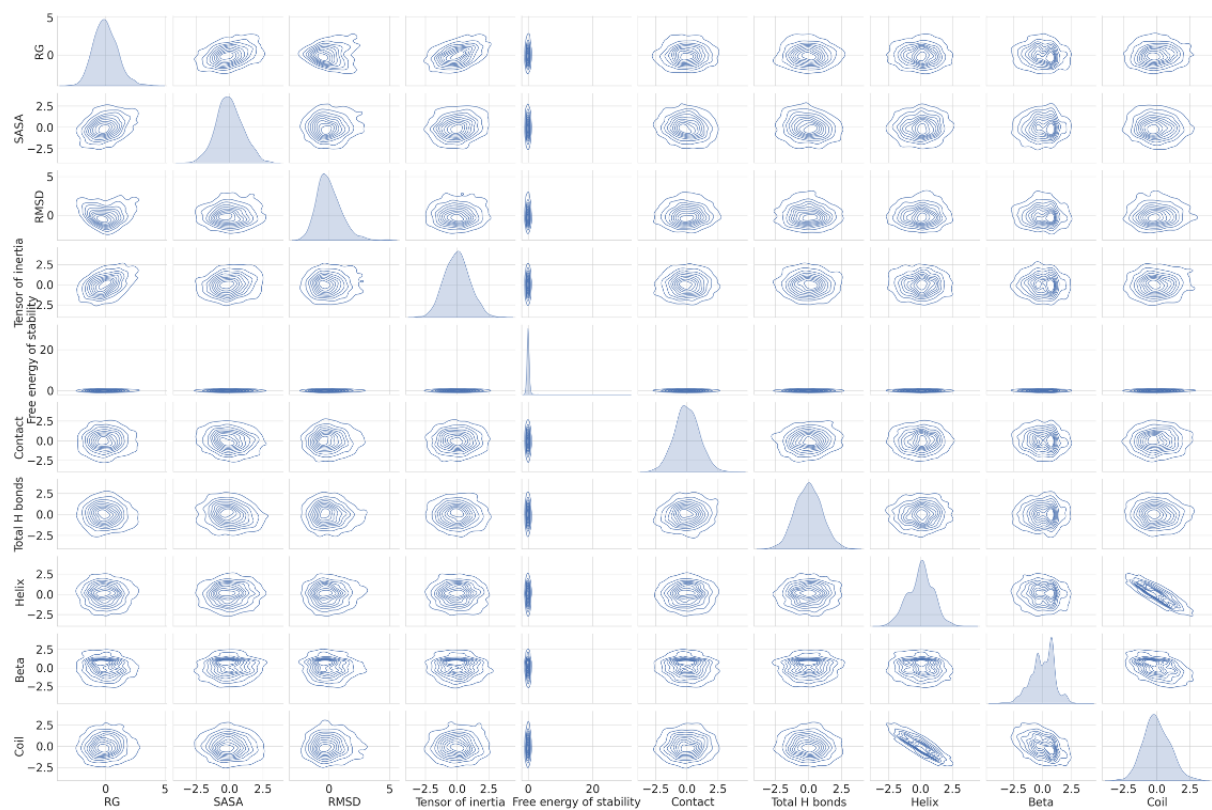 RG
5
0
SASA
2.5
0.0
−2.5
RMSD
5
0
Tensor of inertia
2.5
0.0
−2.5
Free energy of stability
20
0
Contact
2.5
0.0
−2.5
Total H bonds
2.5
0.0
−2.5
Helix
2.5
0.0
−2.5
Beta
2.5
0.0
−2.5
Coil
2.5
0.0
−2.5
0 5 −2.5 0.0 2.5 0 5 −2.5 0.0 2.5 0 20 −2.5 0.0 2.5 −2.5 0.0 2.5 −2.5 0.0 2.5 −2.5 0.0 2.5 −2.5 0.0 2.5
RG SASA RMSD Tensor of inertia Free energy of stability Contact Total H bonds Helix Beta Coil